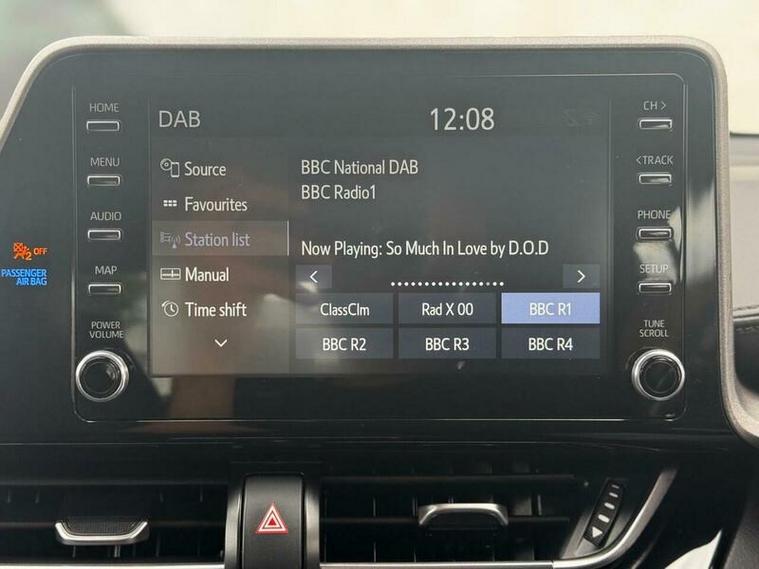 HOME
MENU
AUDIO
MAP
POWER
VOLUME
2 OFF
PASSENGER
AIR BAG
DAB
12:08
Source
Favourites
Station list
Manual
Time shift
BBC National DAB
BBC Radio1
Now Playing: So Much In Love by D.O.D
< >
ClassClm Rad X 00 BBC R1
BBC R2 BBC R3 BBC R4
CH >
< TRACK
PHONE
SETUP
TUNE
SCROLL